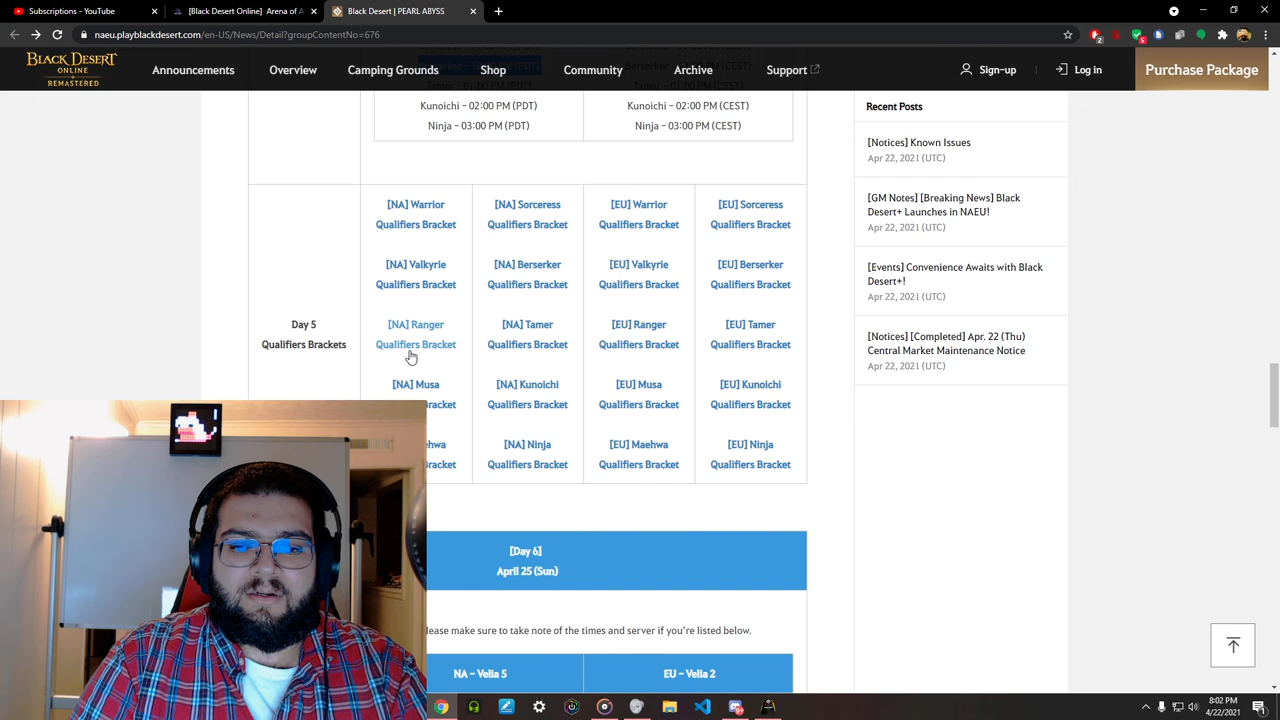 Subscriptions - YouTube
[Black Desert Online] Arena of A
Black Desert | PEARL ABYSS
naeu.playblackdesert.com/en-US/News/Detail?groupContentNo=676
BLACK DESERT
ONLINE
REMASTERED
Announcements
Overview
Camping Grounds
Shop
Community
Archive
Support
Sign-up
Log in
Purchase Package
Kunoichi – 02:00 PM (PDT)
Kunoichi – 02:00 PM (CEST)
Ninja – 03:00 PM (PDT)
Ninja – 03:00 PM (CEST)
Day 5
Qualifiers Brackets
[NA] Warrior
Qualifiers Bracket
[NA] Sorceress
Qualifiers Bracket
[EU] Warrior
Qualifiers Bracket
[EU] Sorceress
Qualifiers Bracket
[NA] Valkyrie
Qualifiers Bracket
[NA] Berserker
Qualifiers Bracket
[EU] Valkyrie
Qualifiers Bracket
[EU] Berserker
Qualifiers Bracket
[NA] Ranger
Qualifiers Bracket
[NA] Tamer
Qualifiers Bracket
[EU] Ranger
Qualifiers Bracket
[EU] Tamer
Qualifiers Bracket
[NA] Musa
Bracket
[NA] Kunoichi
Qualifiers Bracket
[EU] Musa
Qualifiers Bracket
[EU] Kunoichi
Qualifiers Bracket
ehwa
Bracket
[NA] Ninja
Qualifiers Bracket
[EU] Maehwa
Qualifiers Bracket
[EU] Ninja
Qualifiers Bracket
[Day 6]
April 25 (Sun)
lease make sure to take note of the times and server if you're listed below.
NA – Velia 5
EU – Velia 2
Recent Posts
[Notices] Known Issues
Apr 22, 2021 (UTC)
[GM Notes] [Breaking News] Black
Desert+ Launches in NAEU!
Apr 22, 2021 (UTC)
[Events] Convenience Awaits with Black
Desert+!
Apr 22, 2021 (UTC)
[Notices] [Completed] Apr. 22 (Thu)
Central Market Maintenance Notice
Apr 22, 2021 (UTC)
8:02 PM
4/22/2021